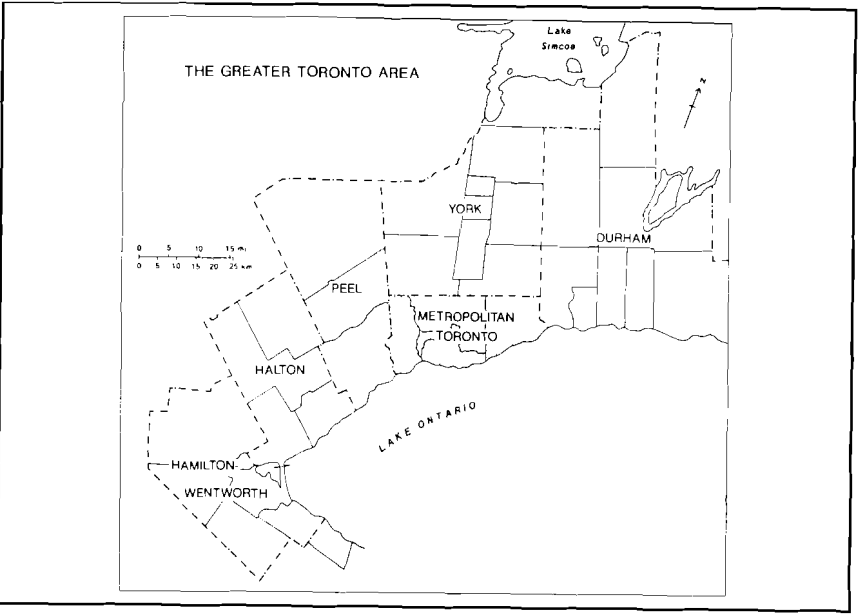 Lake
Simcoe
THE GREATER TORONTO AREA
N
YORK
DURHAM
0 5 10 15 mi
0 5 10 15 20 25 km
PEEL
METROPOLITAN
TORONTO
HALTON
LAKE ONTARIO
HAMILTON-
WENTWORTH